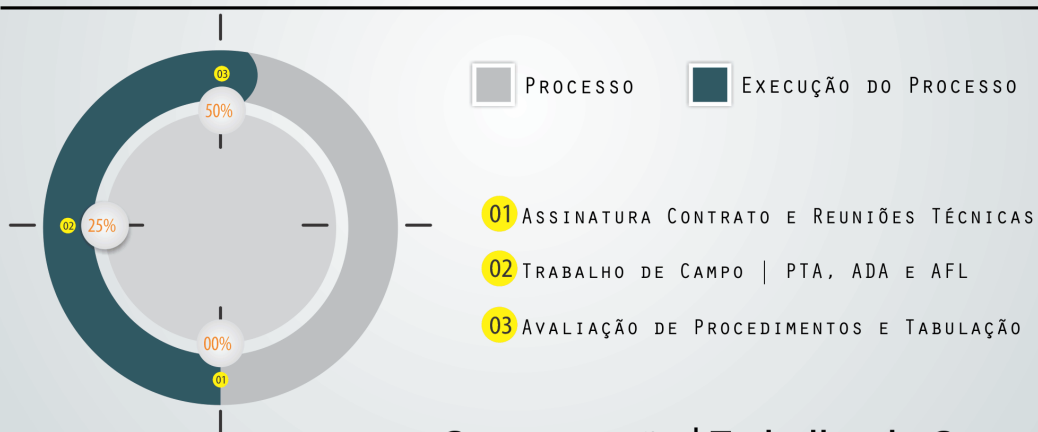 03
50%
02
25%
00%
01
Processo
Execução do Processo
01 Assinatura Contrato e Reuniões Técnicas
02 Trabalho de Campo | PTA, ADA e AFL
03 Avaliação de Procedimentos e Tabulação